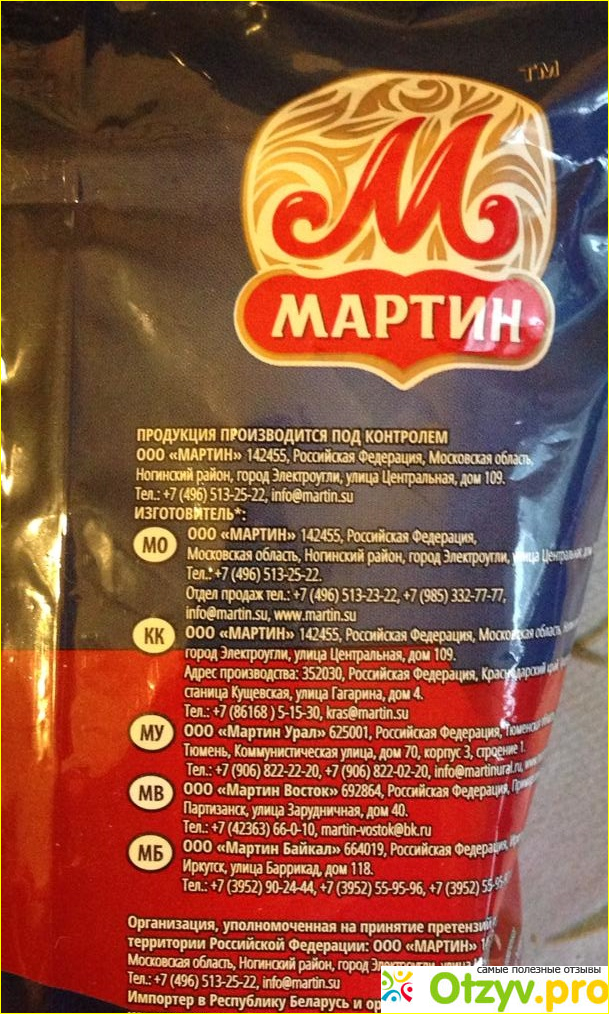 TM
М
МАРТИН
ПРОДУКЦИЯ ПРОИЗВОДИТСЯ ПОД КОНТРОЛЕМ
ООО «МАРТИН» 142455, Российская Федерация, Московская область,
Ногинский район, город Электроугли, улица Центральная, дом 109.
Тел.: +7 (496) 513-25-22, info@martin.su
ИЗГОТОВИТЕЛЬ*:
МО ООО «МАРТИН» 142455, Российская Федерация,
Московская область, Ногинский район, город Электроугли, улица Центральная, дом
Тел.: +7 (496) 513-25-22.
Отдел продаж тел.: +7 (496) 513-23-22, +7 (985) 332-77-77,
info@martin.su, www.martin.su
КК ООО «МАРТИН» 142455, Российская Федерация, Московская область,
город Электроугли, улица Центральная, дом 109.
Адрес производства: 352030, Российская Федерация, Краснодарский край
станица Кущевская, улица Гагарина, дом 4.
Тел.: +7 (86168 ) 5-15-30, kras@martin.su
МУ ООО «Мартин Урал» 625001, Российская Федерация, Тюменская
Тюмень, Коммунистическая улица, дом 70, корпус 3, строение 1.
Тел.: +7 (906) 822-22-20, +7 (906) 822-02-20, info@martinural.ru,
МВ ООО «Мартин Восток» 692864, Российская Федерация,
Партизанск, улица Зарудничная, дом 40.
Тел.: +7 (42363) 66-0-10, martin-vostok@bk.ru
МБ ООО «Мартин Байкал» 664019, Российская Федерация,
Иркутск, улица Баррикад, дом 118.
Тел.: +7 (3952) 90-24-44, +7 (3952) 55-95-96, +7 (3952)
Организация, уполномоченная на принятие претензий
территории Российской Федерации: ООО «МАРТИН»
Московская область, Ногинский район, город
Тел.: +7 (496) 513-25-22, info@martin.su
Импортер в Республику Беларусь и
самые полезные отзывы
Otzyv.pro